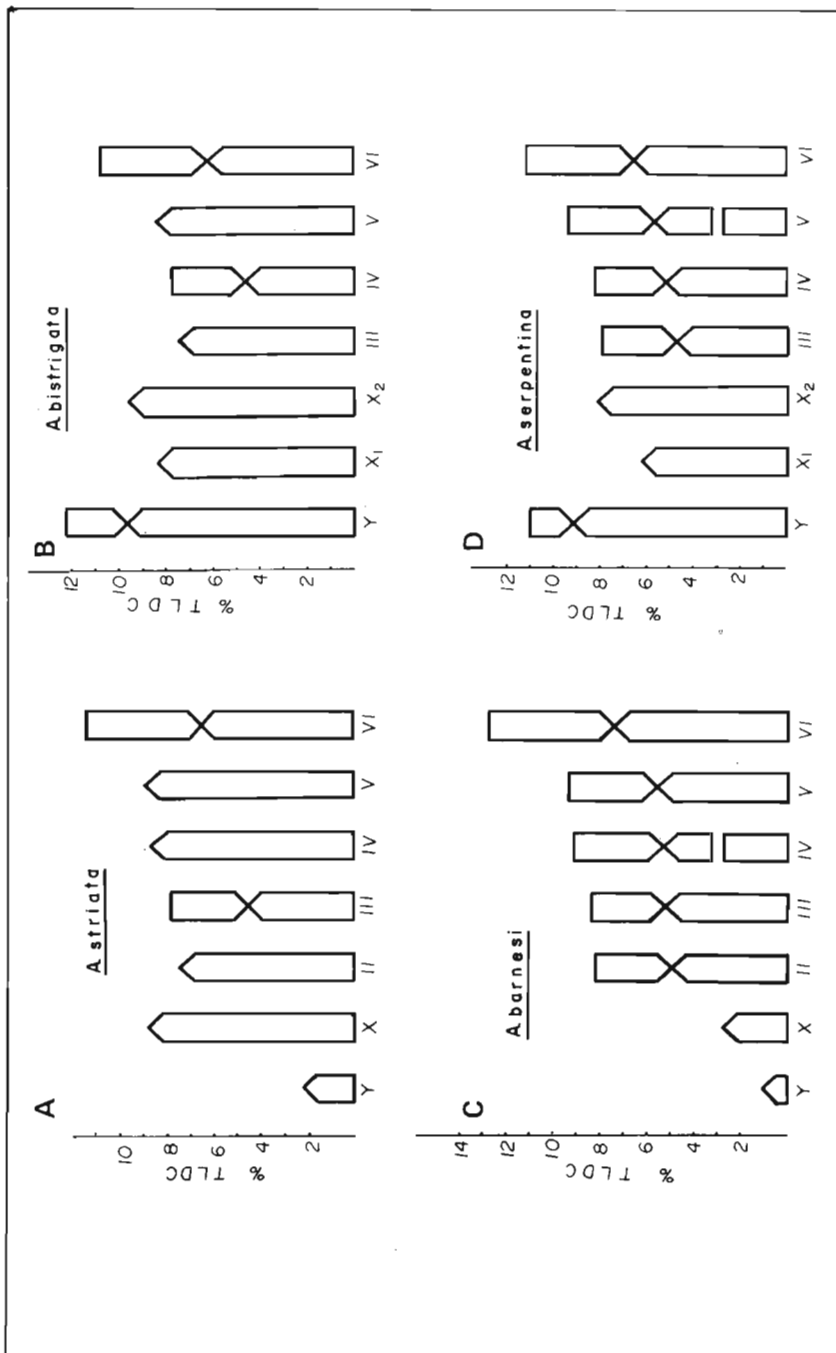 A
A striata
% TLDC
10
8
6
4
2
Y X II III IV V VI
B
A bistrigata
% TLDC
12
10
8
6
4
2
Y X1 X2 III IV V VI
C
A barnesi
% TLDC
14
12
10
8
6
4
2
Y X II III IV V VI
D
A serpentina
% TLDC
12
10
8
6
4
2
Y X1 X2 III IV V VI